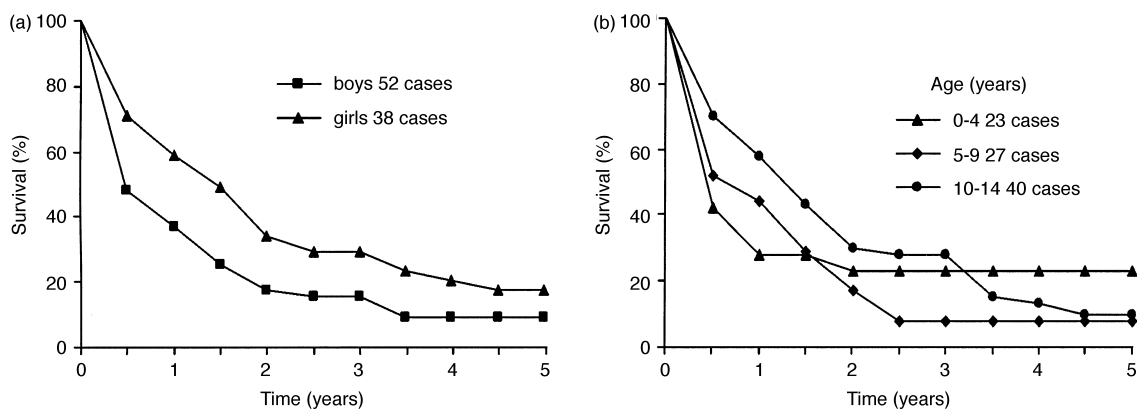 (a)
100
80
60
40
20
0
Survival (%)
boys 52 cases
girls 38 cases
0 1 2 3 4 5
Time (years)
(b)
100
80
60
40
20
0
Survival (%)
Age (years)
0-4 23 cases
5-9 27 cases
10-14 40 cases
0 1 2 3 4 5
Time (years)